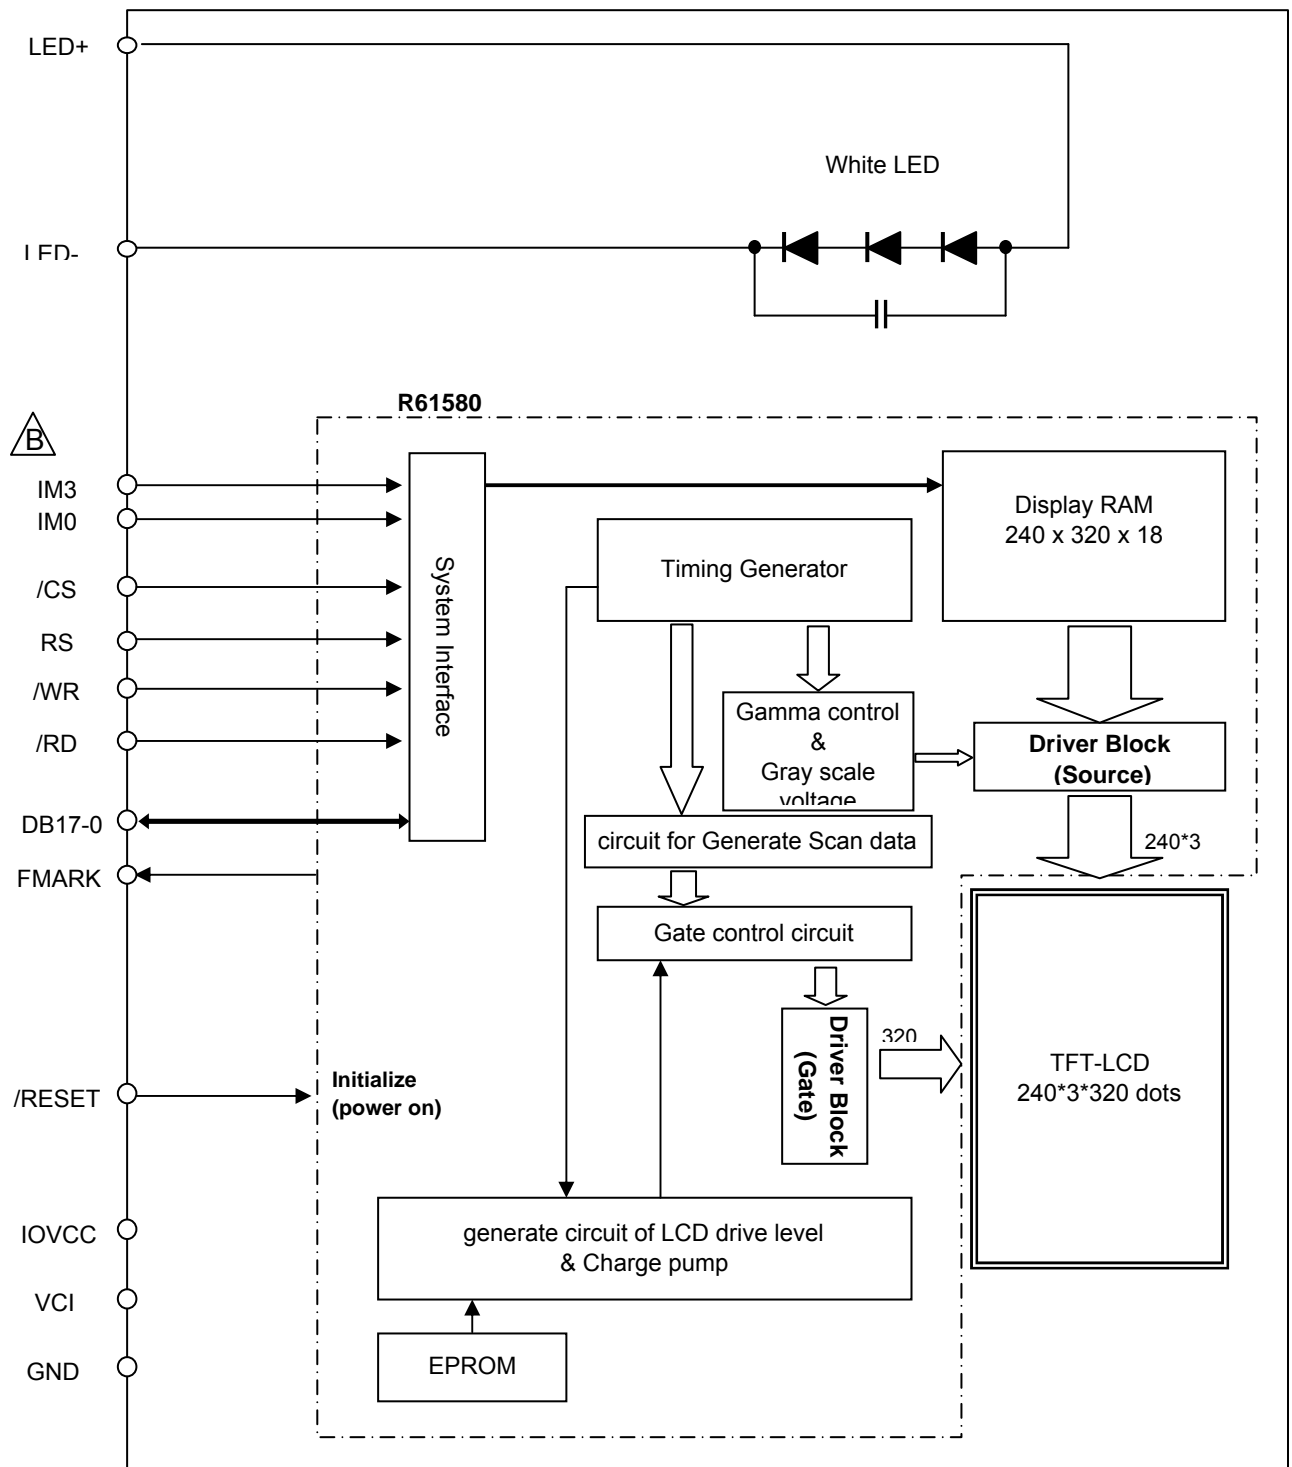 LED+
White LED
LED-
R61580
B
IM3
IM0
/CS
RS
/WR
/RD
DB17-0
FMARK
System Interface
Display RAM
240 x 320 x 18
Timing Generator
Gamma control
&
Gray scale
voltage
Driver Block
(Source)
circuit for Generate Scan data
240*3
Gate control circuit
Driver Block
(Gate)
320
TFT-LCD
240*3*320 dots
/RESET
Initialize
(power on)
IOVCC
VCI
GND
generate circuit of LCD drive level
& Charge pump
EPROM